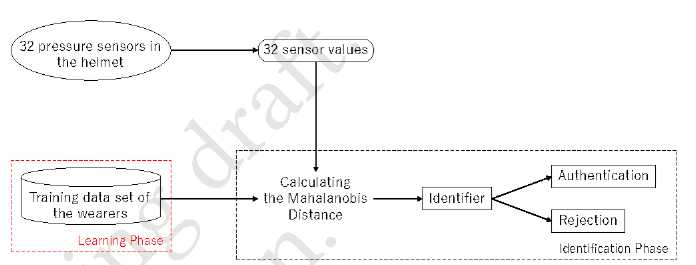 32 pressure sensors in
the helmet
32 sensor values
Training data set of
the wearers
Learning Phase
Calculating
the Mahalanobis
Distance
Identifier
Authentication
Rejection
Identification Phase
draft